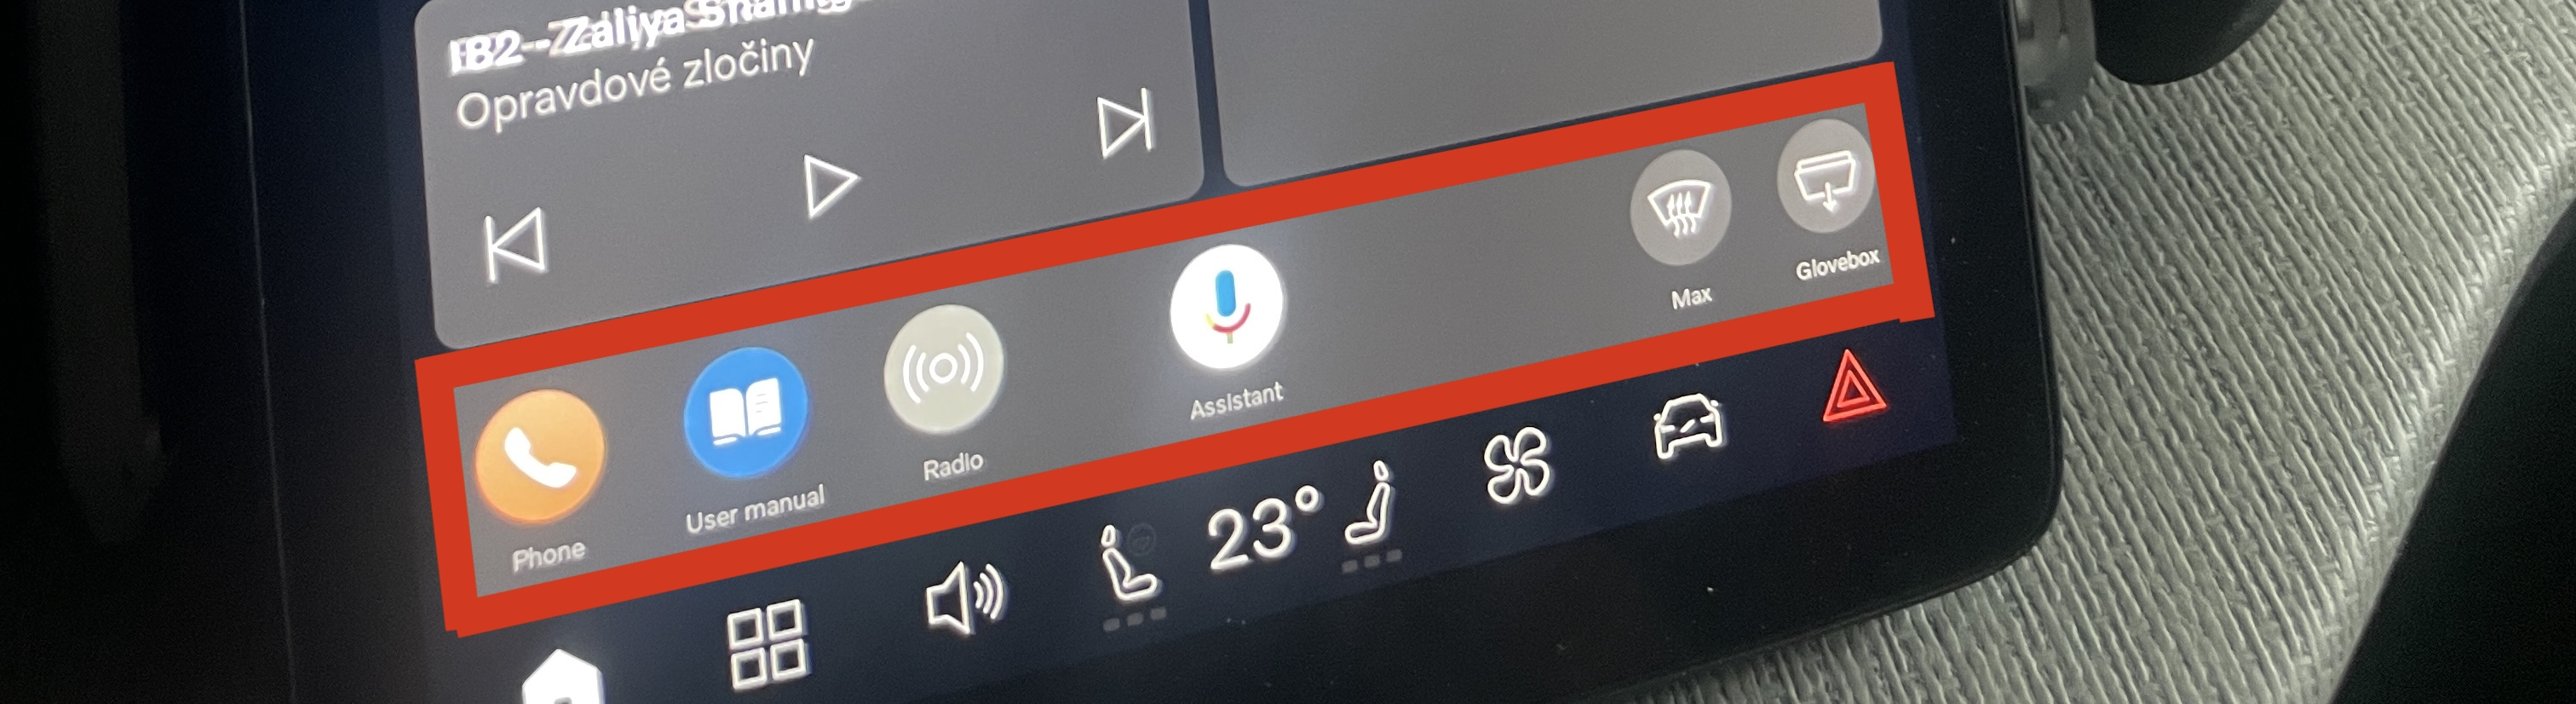 Opravdové zločiny
Phone
User manual
Radio
Assistant
Max
Glovebox
23°